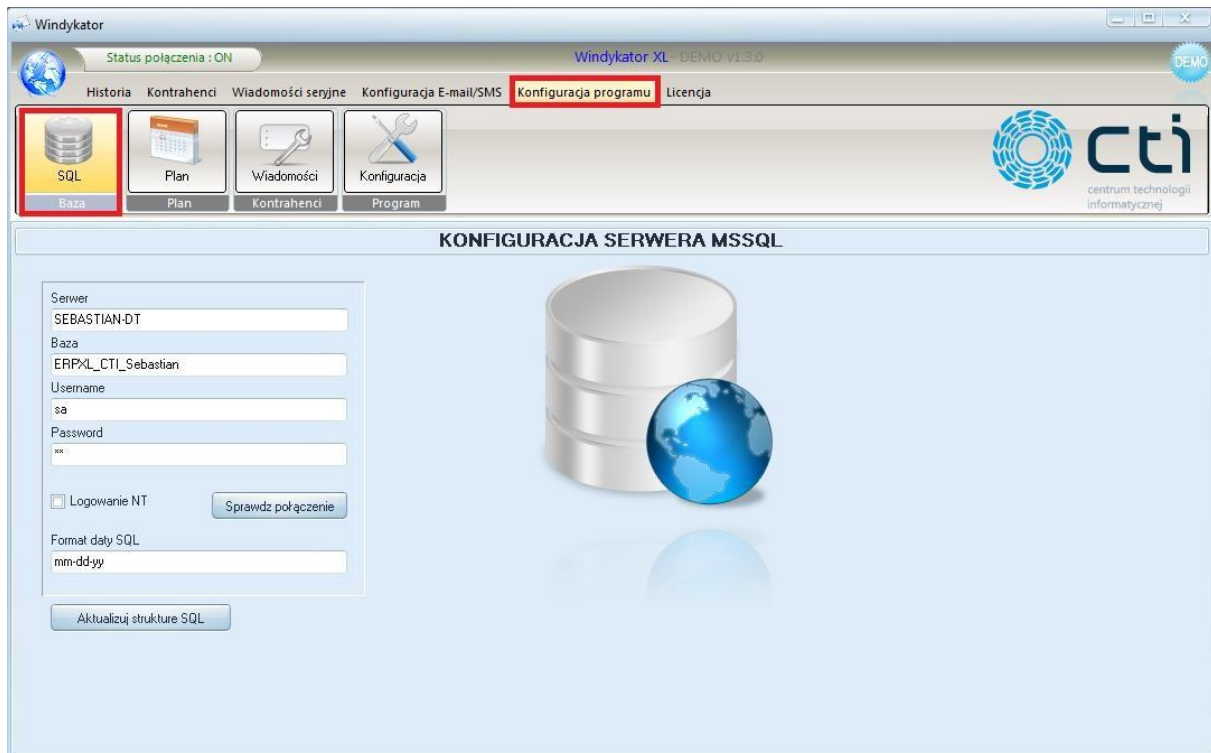 Windykator
Status połączenia : ON
Windykator XL - DEMO v1.3.0
DEMO
Historia Kontrahenci Wiadomości seryjne Konfiguracja E-mail/SMS Konfiguracja programu Licencja
SQL Plan Wiadomości Konfiguracja
Baza Plan Kontrahenci Program
cti
centrum technologii
informatycznej
KONFIGURACJA SERWERA MSSQL
Serwer
SEBASTIAN-DT
Baza
ERPXL_CTI_Sebastian
Username
sa
Password
**
Logowanie NT Sprawdz połączenie
Format daty SQL
mm-dd-yy
Aktualizuj strukture SQL